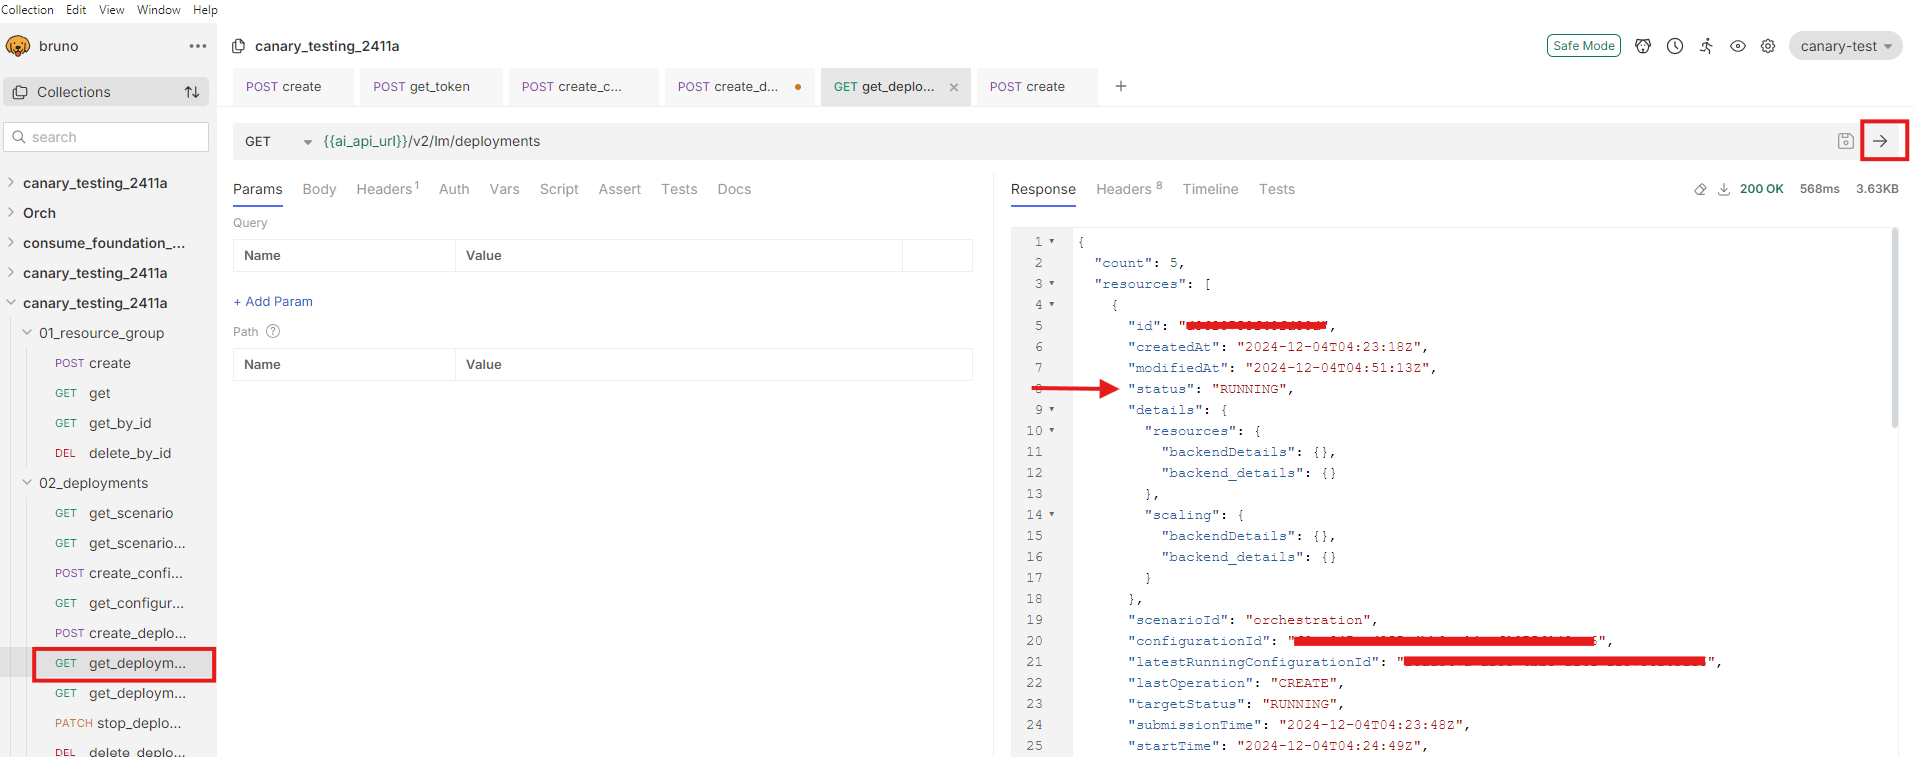 Collection Edit View Window Help
bruno
canary_testing_2411a
Safe Mode
canary-test
Collections
POST create
POST get_token
POST create_c...
POST create_d...
GET get_deplo...
POST create
search
GET
{{ai_api_url}}/v2/lm/deployments
canary_testing_2411a
Orch
consume_foundation_...
canary_testing_2411a
canary_testing_2411a
01_resource_group
POST create
GET get
GET get_by_id
DEL delete_by_id
02_deployments
GET get_scenario
GET get_scenario...
POST create_confi...
GET get_configur...
POST create_deplo...
GET get_deploym...
GET get_deploym...
PATCH stop_deplo...
DEL delete_deplo...
Params Body Headers 1 Auth Vars Script Assert Tests Docs
Query
Name Value
+ Add Param
Path ?
Name Value
Response Headers 8 Timeline Tests
200 OK 568ms 3.63KB
1 {
2 "count": 5,
3 "resources": [
4 {
5 "id": "",
6 "createdAt": "2024-12-04T04:23:18Z",
7 "modifiedAt": "2024-12-04T04:51:13Z",
8 "status": "RUNNING",
9 "details": {
10 "resources": {
11 "backendDetails": {},
12 "backend_details": {}
13 },
14 "scaling": {
15 "backendDetails": {},
16 "backend_details": {}
17 }
18 },
19 "scenarioId": "orchestration",
20 "configurationId": "",
21 "latestRunningConfigurationId": "",
22 "lastOperation": "CREATE",
23 "targetStatus": "RUNNING",
24 "submissionTime": "2024-12-04T04:23:48Z",
25 "startTime": "2024-12-04T04:24:49Z",